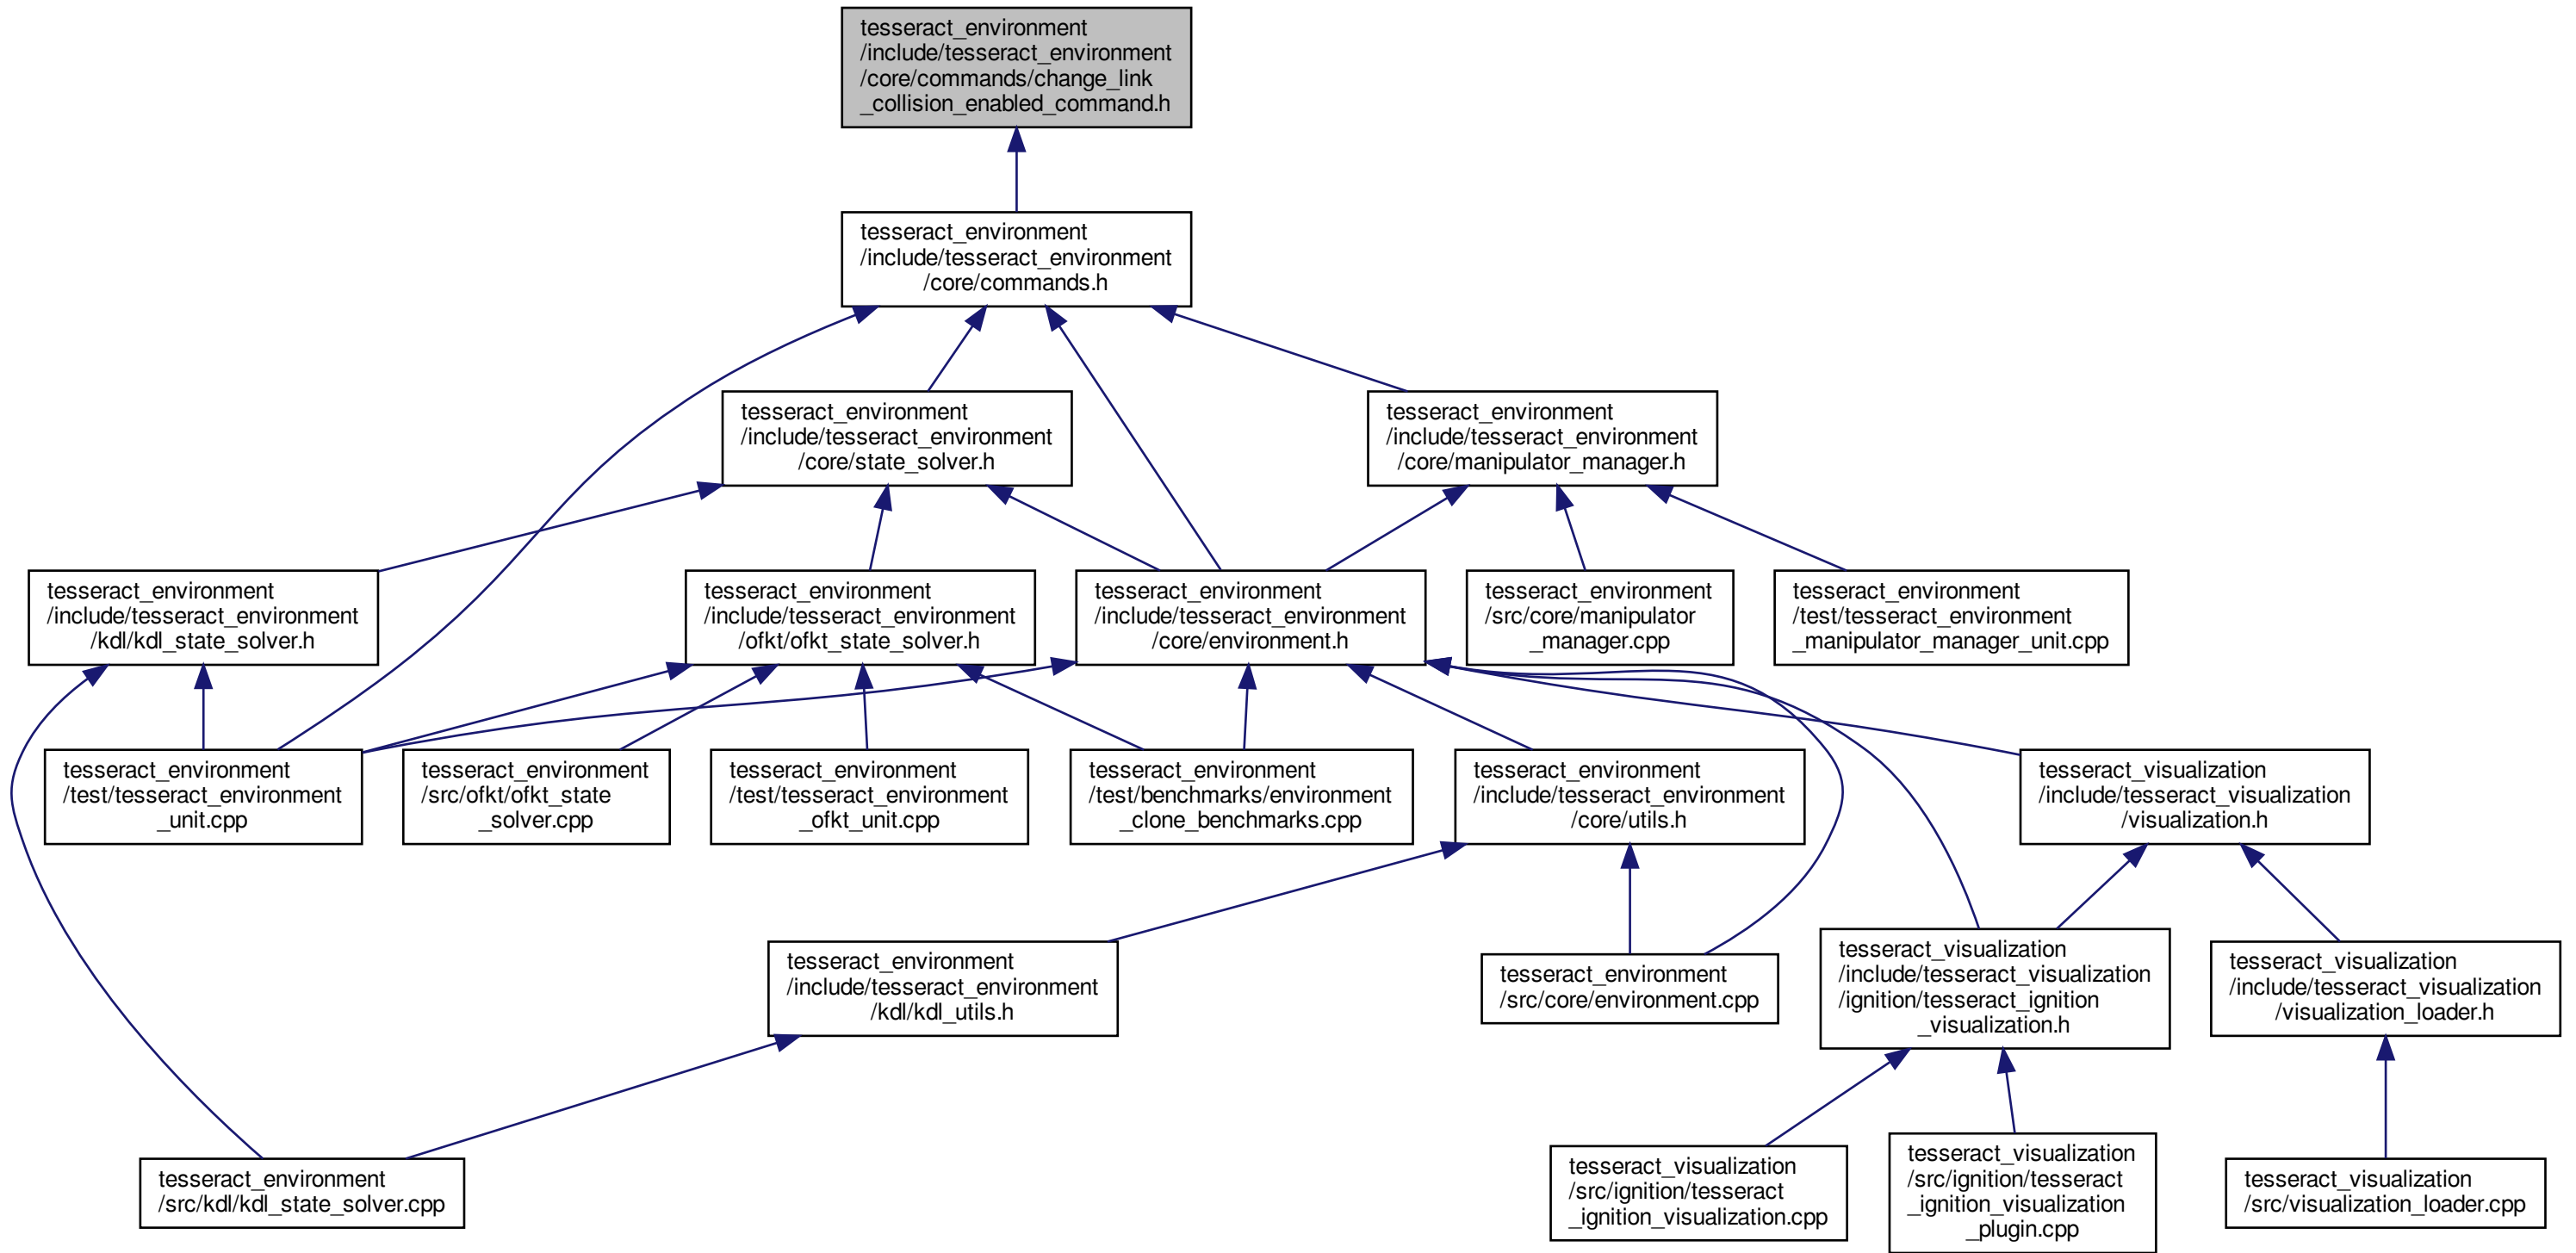 tesseract_environment
/include/tesseract_environment
/core/commands/change_link
_collision_enabled_command.h
tesseract_environment
/include/tesseract_environment
/core/commands.h
tesseract_environment
/include/tesseract_environment
/core/state_solver.h
tesseract_environment
/include/tesseract_environment
/core/manipulator_manager.h
tesseract_environment
/include/tesseract_environment
/kdl/kdl_state_solver.h
tesseract_environment
/include/tesseract_environment
/ofkt/ofkt_state_solver.h
tesseract_environment
/include/tesseract_environment
/core/environment.h
tesseract_environment
/src/core/manipulator
_manager.cpp
tesseract_environment
/test/tesseract_environment
_manipulator_manager_unit.cpp
tesseract_environment
/test/tesseract_environment
_unit.cpp
tesseract_environment
/src/ofkt/ofkt_state
_solver.cpp
tesseract_environment
/test/tesseract_environment
_ofkt_unit.cpp
tesseract_environment
/test/benchmarks/environment
_clone_benchmarks.cpp
tesseract_environment
/include/tesseract_environment
/core/utils.h
tesseract_visualization
/include/tesseract_visualization
/visualization.h
tesseract_environment
/include/tesseract_environment
/kdl/kdl_utils.h
tesseract_environment
/src/core/environment.cpp
tesseract_visualization
/include/tesseract_visualization
/ignition/tesseract_ignition
_visualization.h
tesseract_visualization
/include/tesseract_visualization
/visualization_loader.h
tesseract_environment
/src/kdl/kdl_state_solver.cpp
tesseract_visualization
/src/ignition/tesseract
_ignition_visualization.cpp
tesseract_visualization
/src/ignition/tesseract
_ignition_visualization
_plugin.cpp
tesseract_visualization
/src/visualization_loader.cpp